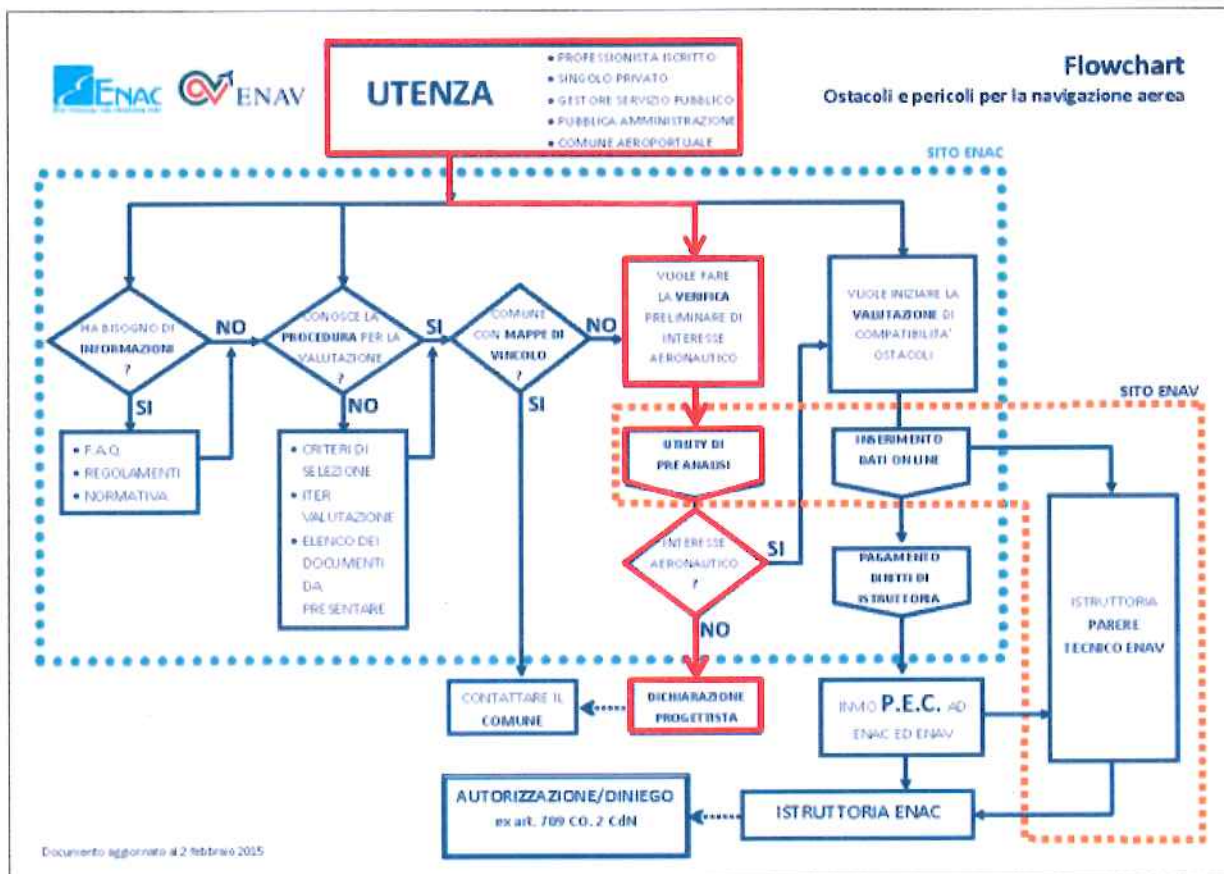 ENAC
ENAV
UTENZA
• PROFESSIONISTA ISCRITTO
• SINGOLO PRIVATO
• GESTORE SERVIZIO PUBBLICO
• PUBBLICA AMMINISTRAZIONE
• COMUNE AEROPORTUALE
Flowchart
Ostacoli e pericoli per la navigazione aerea
SITO ENAC
HA BISOGNO DI
INFORMAZIONI
?
NO
SI
CONOSCE LA
PROCEDURA PER LA
VALUTAZIONE
?
SI
NO
COMUNE
CON MAPPE DI
VINCOLO
?
NO
SI
VUOLE FARE
LA VERIFICA
PRELIMINARE DI
INTERESSE
AERONAUTICO
VUOLE INIZIARE LA
VALUTAZIONE DI
COMPATIBILITA'
OSTACOLI
SITO ENAV
• F.A.Q.
• REGOLAMENTI
• NORMATIVA
• CRITERI DI
SELEZIONE
• ITER
VALUTAZIONE
• ELENCO DEI
DOCUMENTI
DA
PRESENTARE
UTILITY DI
PRE ANALISI
INSERIMENTO
DATI ON LINE
INTERESSE
AERONAUTICO
?
SI
NO
PAGAMENTO
DIRITTI DI
ISTRUTTORIA
ISTRUTTORIA
PARERE
TECNICO ENAV
CONTATTARE IL
COMUNE
DICHIARAZIONE
PROGETTISTA
INVIO P.E.C. AD
ENAC ED ENAV
AUTORIZZAZIONE/DINIEGO
ex art. 709 CO. 2 CdN
ISTRUTTORIA ENAC
Documento aggiornato al 2 febbraio 2015